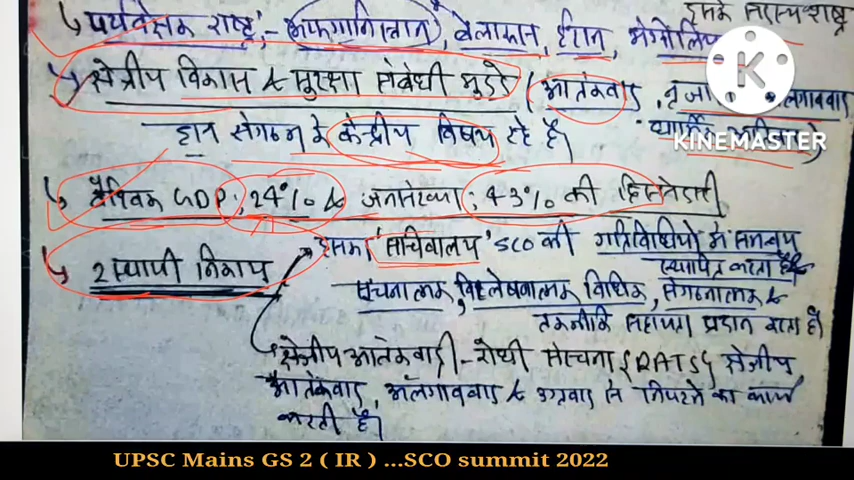 इसके सदस्य राष्ट्र
↳ पर्यवेक्षक राष्ट्र :- अफगानिस्तान, बेलारूस, ईरान, मंगोलिया
↳ क्षेत्रीय विकास & सुरक्षा संबंधी मुद्दे (आतंकवाद, नृजा अलगाववाद
धार्मिक) इस संगठन के केन्द्रीय विषय रहे हैं।
KINEMASTER
↳ वैश्विक GDP; 24% & जनसंख्या; 43% की हिस्सेदारी
↳ 2 स्थायी निकाय
इसका 'सचिवालय' SCO की गतिविधियों में समन्वय
स्थापित करता है &
सूचनात्मक, विश्लेषणात्मक, विधिक, संगठनात्मक &
तकनीकि सहायता प्रदान करता है।
क्षेत्रीय आतंकवादी-रोधी संरचना {RATS} क्षेत्रीय
आतंकवाद, अलगाववाद & उग्रवाद से निपटने का कार्य
करती है।
UPSC Mains GS 2 ( IR ) ...SCO summit 2022